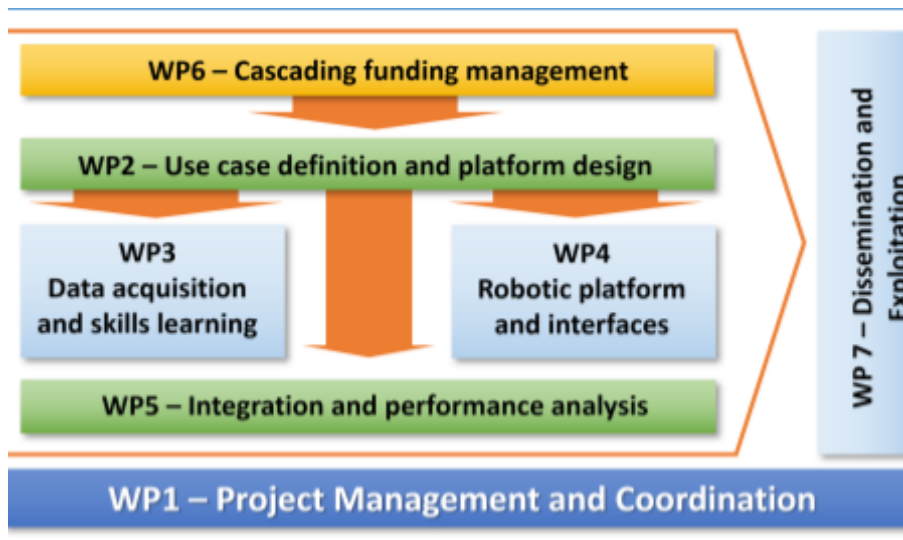 WP6 – Cascading funding management
WP2 – Use case definition and platform design
WP3
Data acquisition
and skills learning
WP4
Robotic platform
and interfaces
WP5 – Integration and performance analysis
WP 7 – Dissemination and
Exploitation
WP1 – Project Management and Coordination